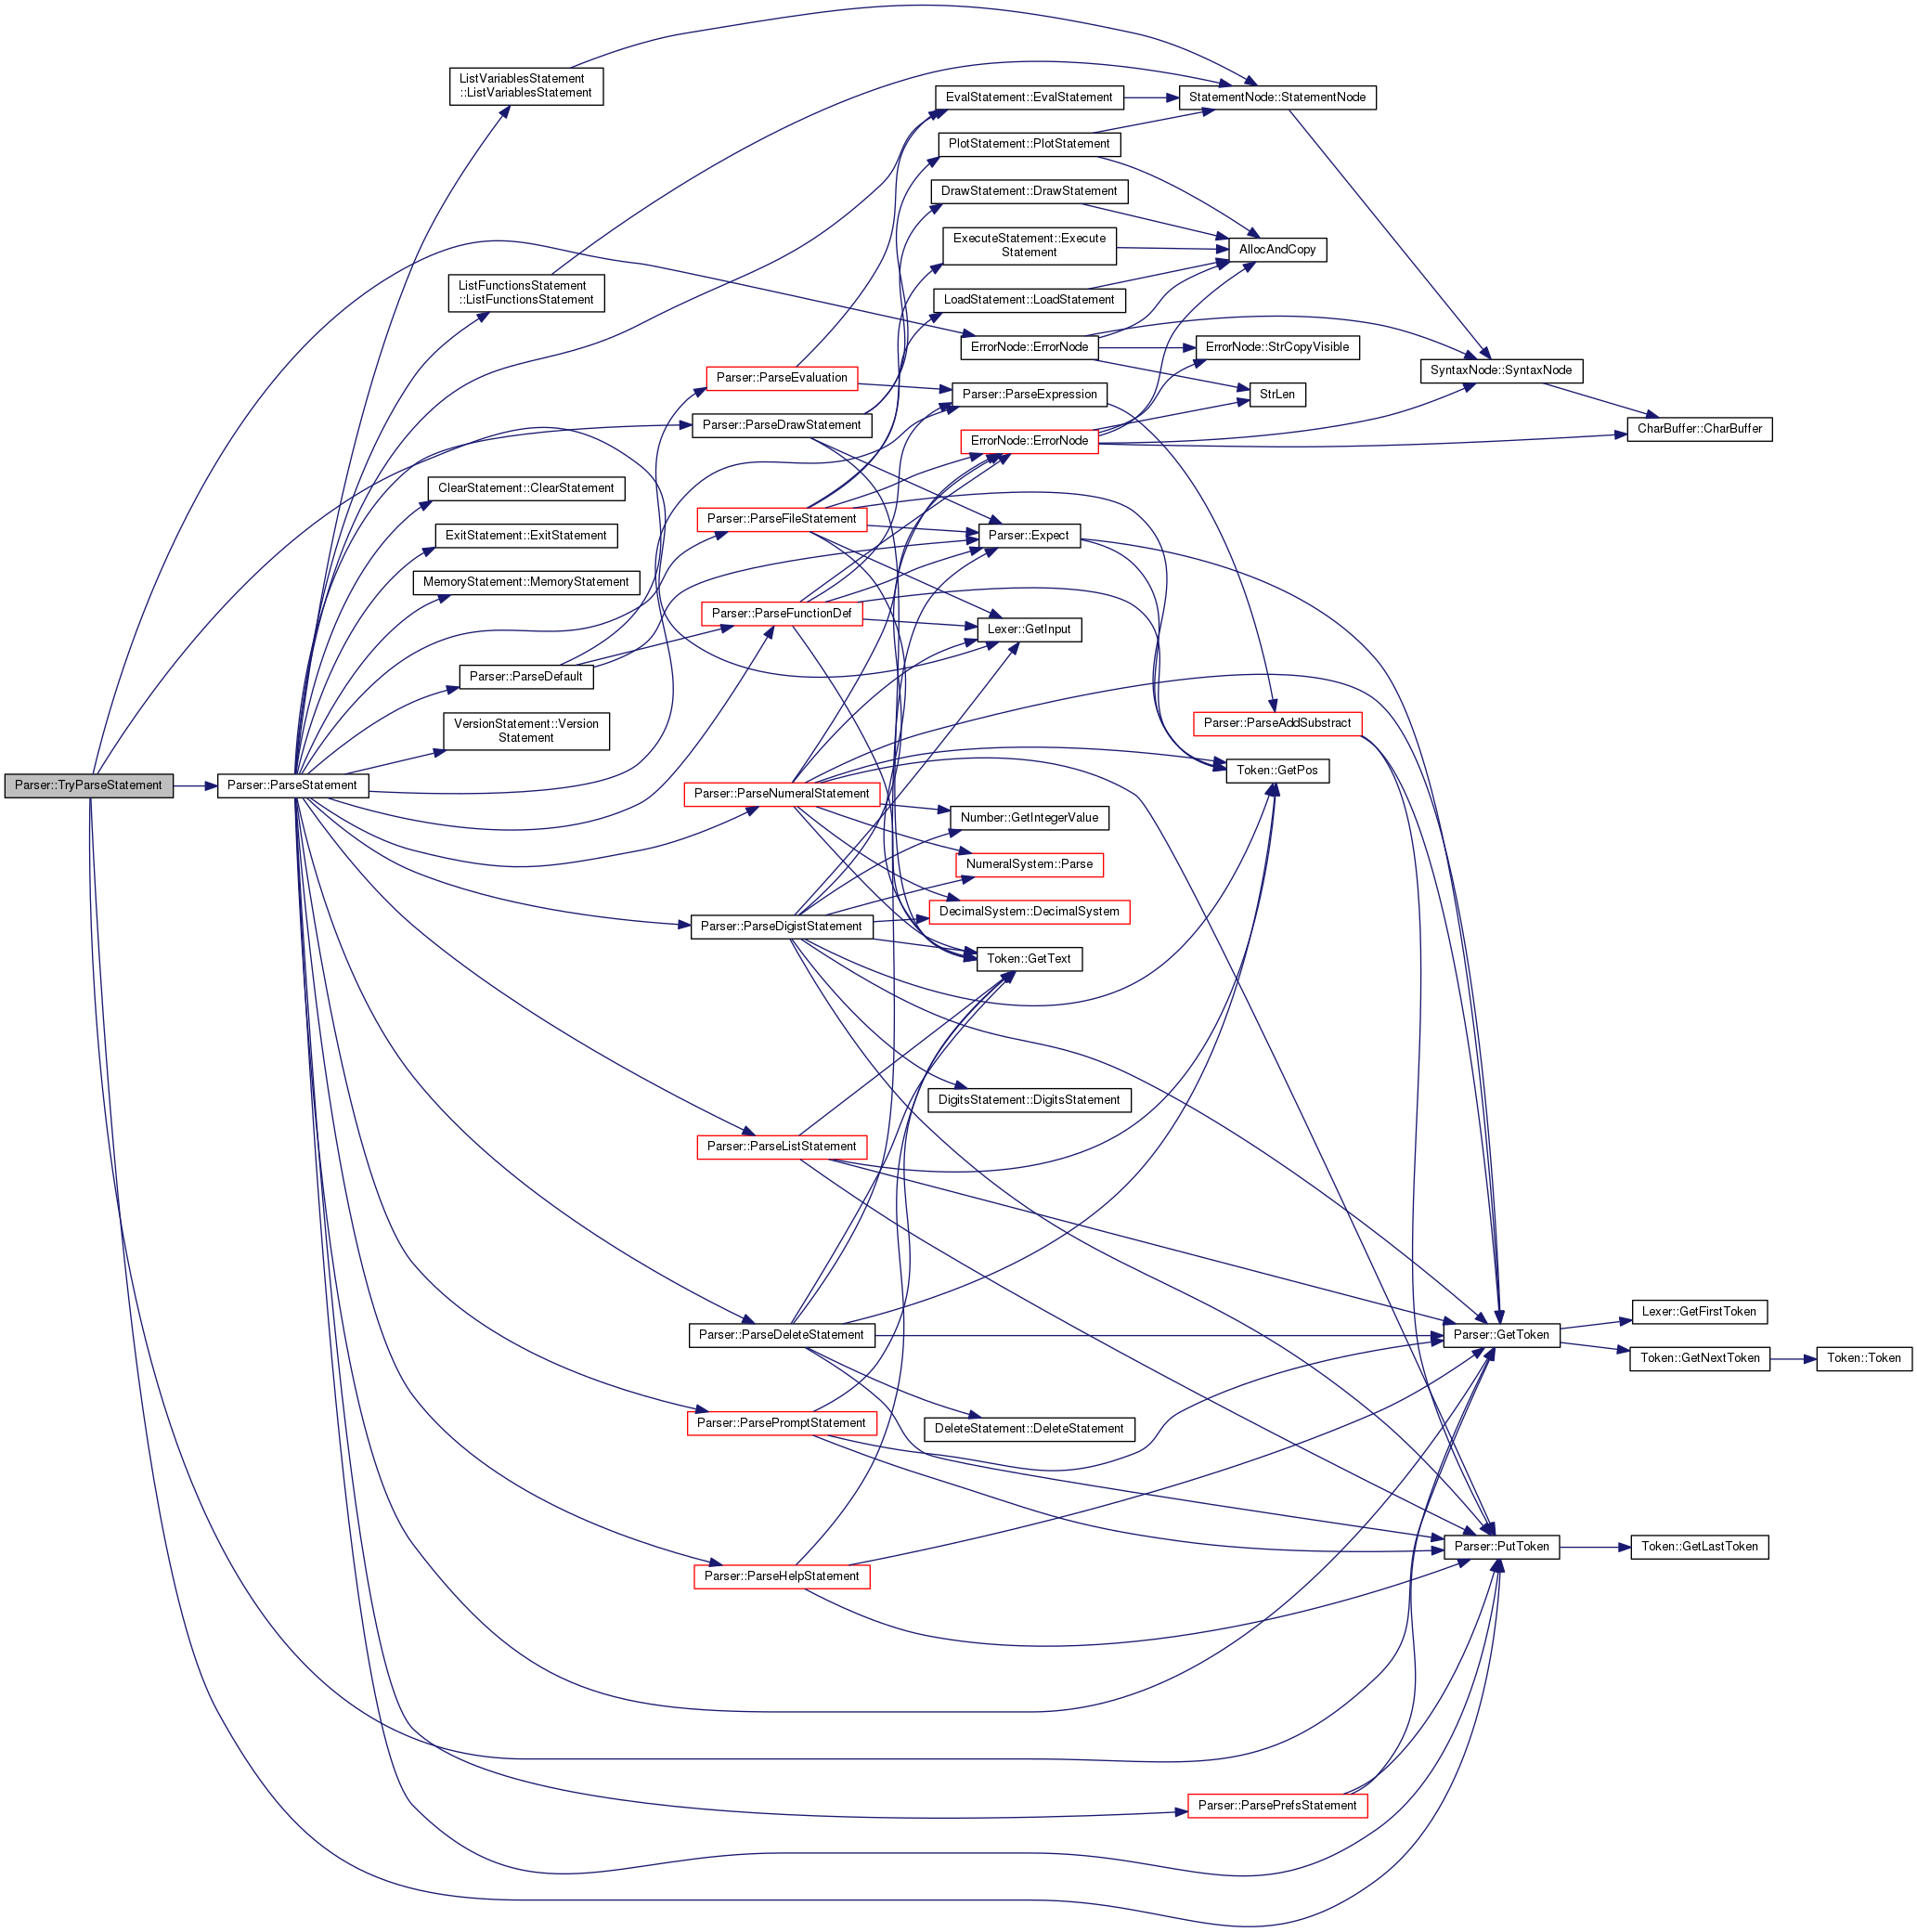 ListVariablesStatement
::ListVariablesStatement
EvalStatement::EvalStatement
StatementNode::StatementNode
PlotStatement::PlotStatement
DrawStatement::DrawStatement
ExecuteStatement::Execute
Statement
AllocAndCopy
ListFunctionsStatement
::ListFunctionsStatement
LoadStatement::LoadStatement
ErrorNode::ErrorNode
ErrorNode::StrCopyVisible
SyntaxNode::SyntaxNode
Parser::ParseEvaluation
Parser::ParseExpression
StrLen
Parser::ParseDrawStatement
CharBuffer::CharBuffer
ErrorNode::ErrorNode
ClearStatement::ClearStatement
Parser::ParseFileStatement
ExitStatement::ExitStatement
Parser::Expect
MemoryStatement::MemoryStatement
Parser::ParseFunctionDef
Lexer::GetInput
Parser::ParseDefault
VersionStatement::Version
Statement
Parser::ParseAddSubstract
Token::GetPos
Parser::TryParseStatement
Parser::ParseStatement
Parser::ParseNumeralStatement
Number::GetIntegerValue
NumeralSystem::Parse
DecimalSystem::DecimalSystem
Parser::ParseDigistStatement
Token::GetText
DigitsStatement::DigitsStatement
Parser::ParseListStatement
Lexer::GetFirstToken
Parser::ParseDeleteStatement
Parser::GetToken
Token::GetNextToken
Token::Token
Parser::ParsePromptStatement
DeleteStatement::DeleteStatement
Parser::PutToken
Token::GetLastToken
Parser::ParseHelpStatement
Parser::ParsePrefsStatement